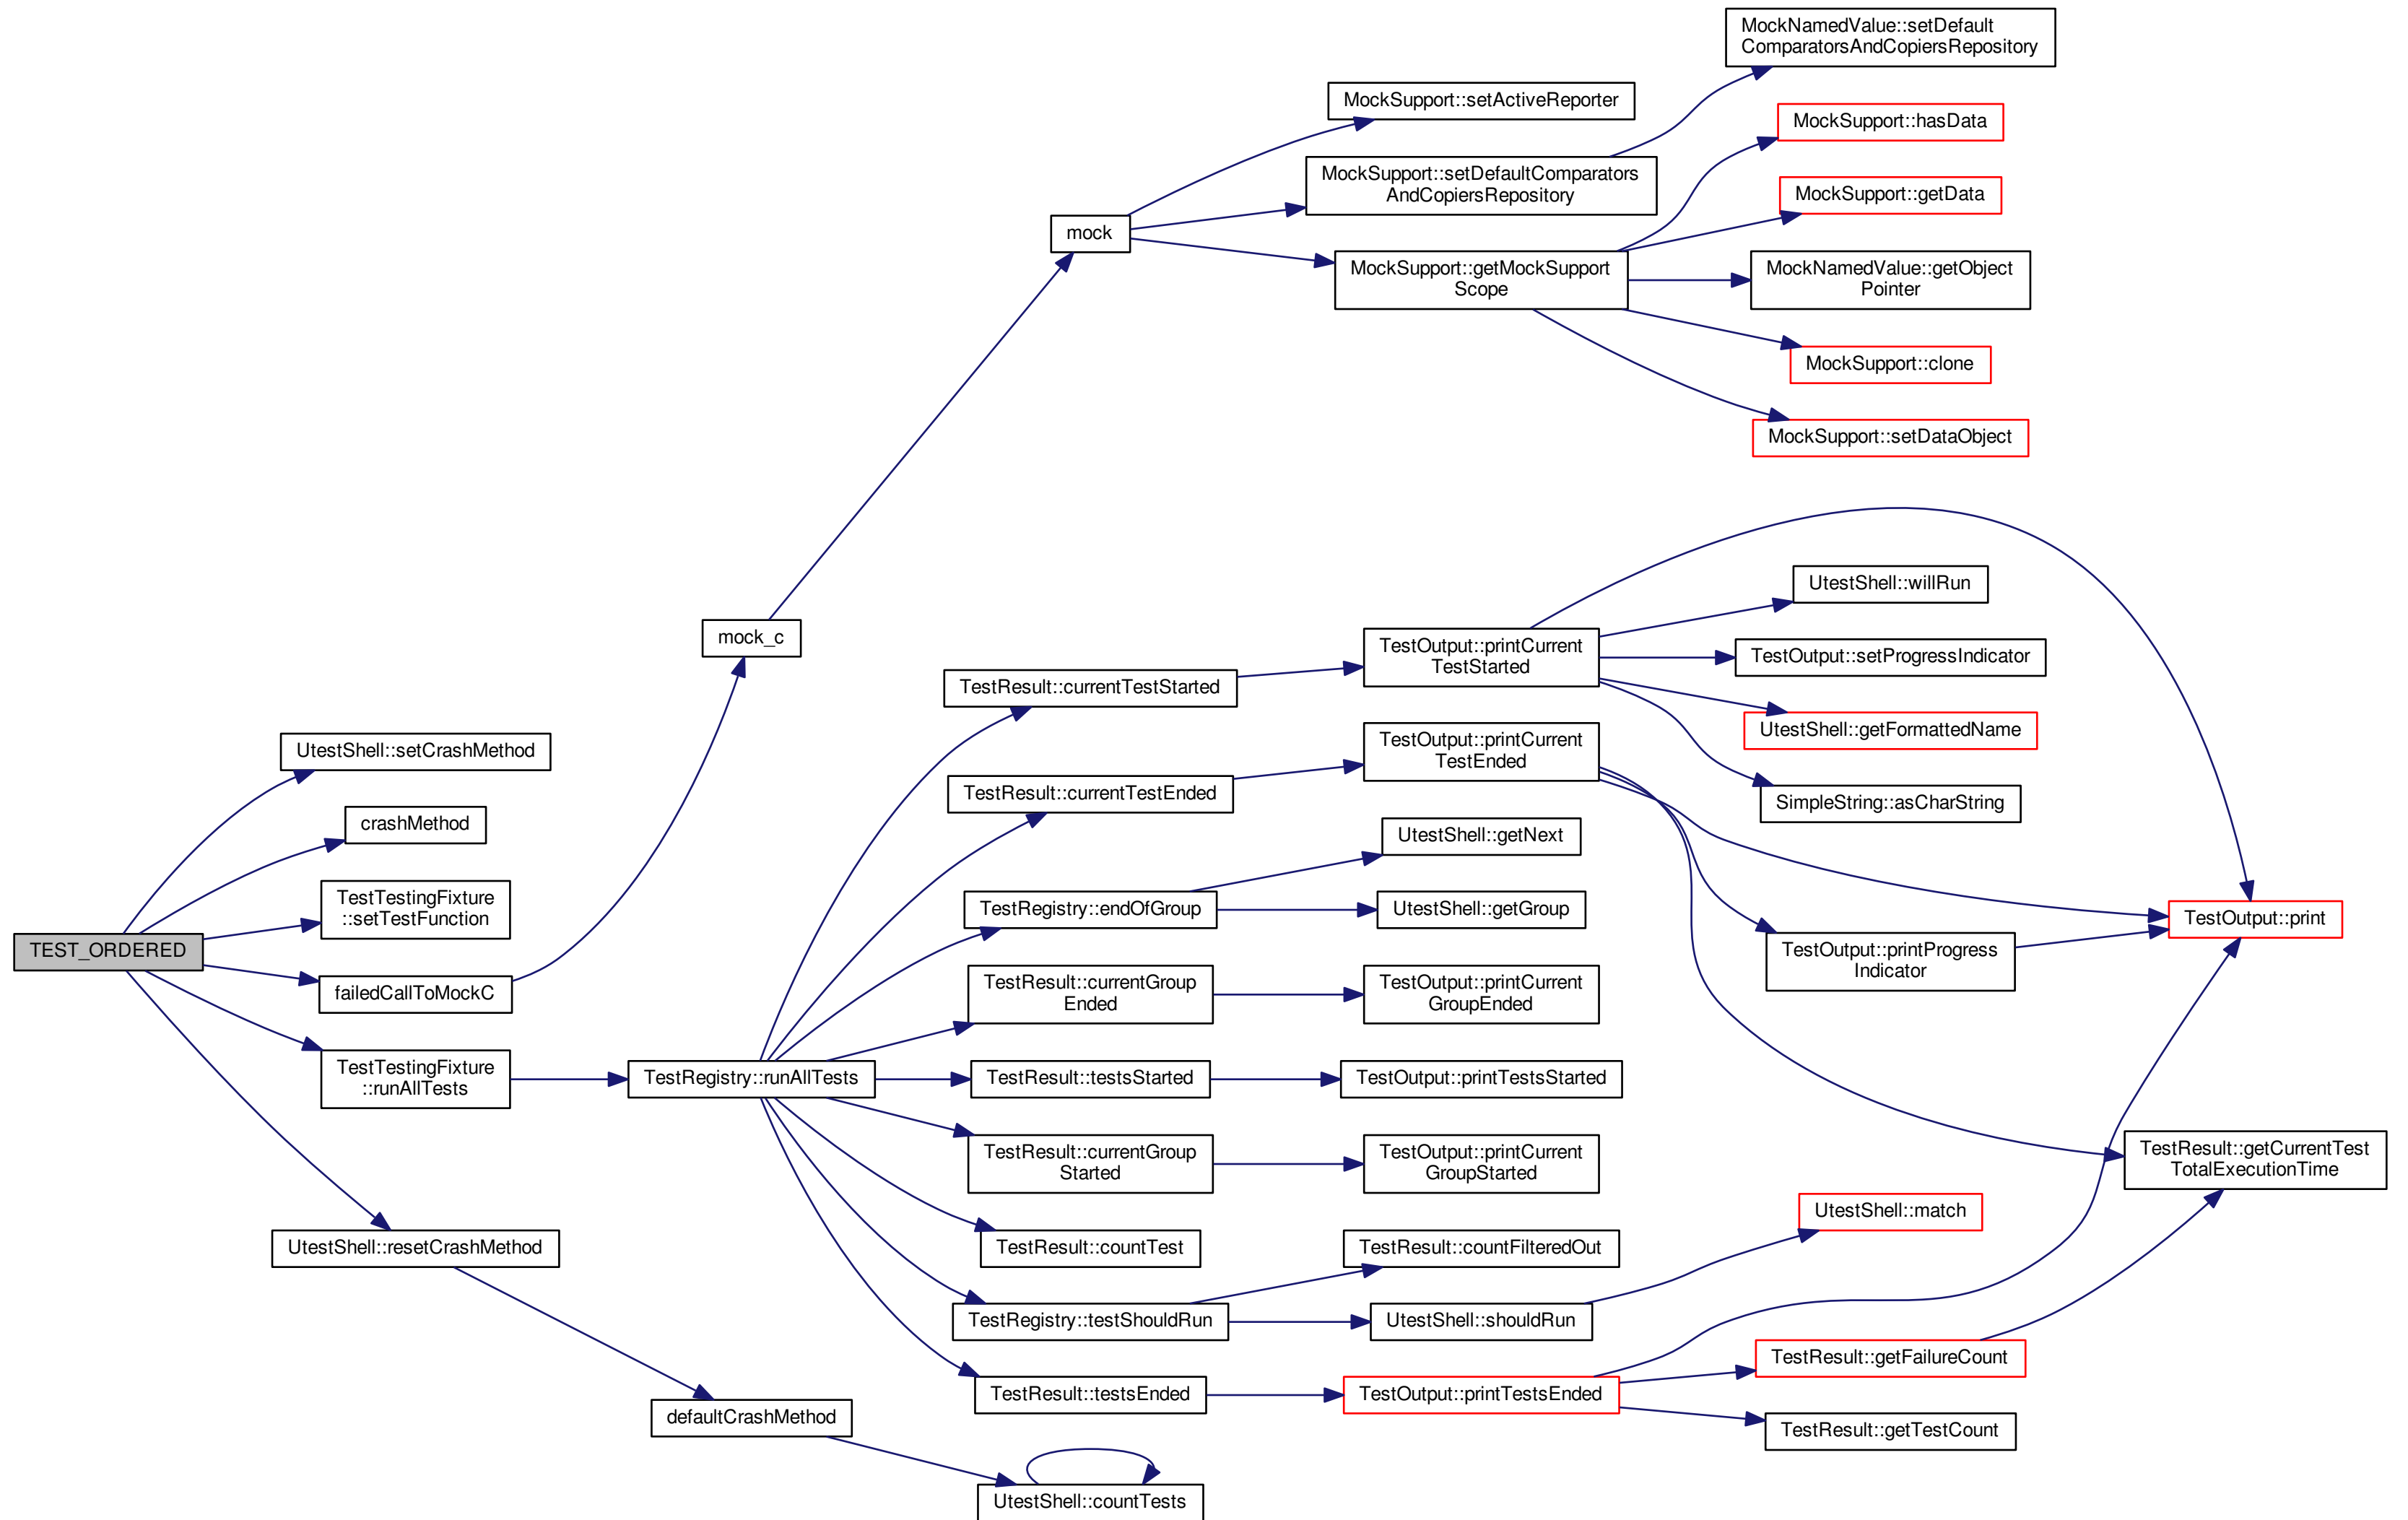 MockNamedValue::setDefault
ComparatorsAndCopiersRepository
MockSupport::setActiveReporter
MockSupport::hasData
MockSupport::setDefaultComparators
AndCopiersRepository
MockSupport::getData
mock
MockSupport::getMockSupport
Scope
MockNamedValue::getObject
Pointer
MockSupport::clone
MockSupport::setDataObject
UtestShell::willRun
mock_c
TestOutput::printCurrent
TestStarted
TestOutput::setProgressIndicator
TestResult::currentTestStarted
UtestShell::getFormattedName
UtestShell::setCrashMethod
TestOutput::printCurrent
TestEnded
TestResult::currentTestEnded
SimpleString::asCharString
crashMethod
UtestShell::getNext
TestTestingFixture
::setTestFunction
TestRegistry::endOfGroup
UtestShell::getGroup
TestOutput::print
TEST_ORDERED
TestOutput::printProgress
Indicator
failedCallToMockC
TestResult::currentGroup
Ended
TestOutput::printCurrent
GroupEnded
TestTestingFixture
::runAllTests
TestRegistry::runAllTests
TestResult::testsStarted
TestOutput::printTestsStarted
TestResult::currentGroup
Started
TestOutput::printCurrent
GroupStarted
TestResult::getCurrentTest
TotalExecutionTime
UtestShell::match
UtestShell::resetCrashMethod
TestResult::countTest
TestResult::countFilteredOut
TestRegistry::testShouldRun
UtestShell::shouldRun
TestResult::getFailureCount
TestResult::testsEnded
TestOutput::printTestsEnded
defaultCrashMethod
TestResult::getTestCount
UtestShell::countTests